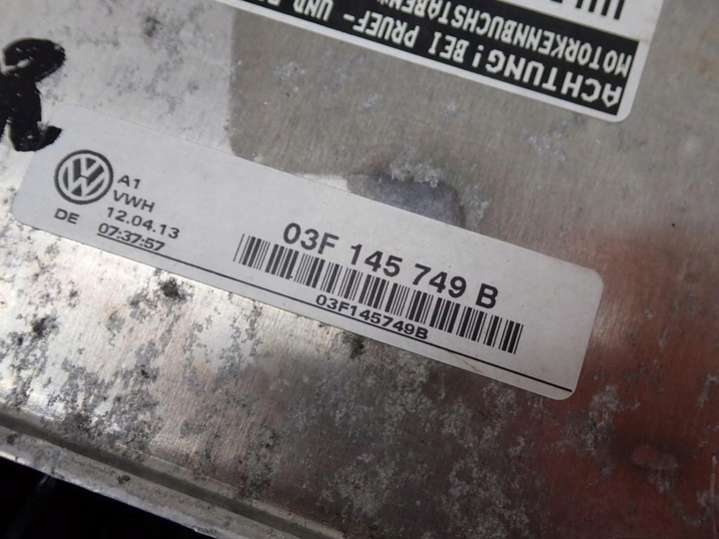 ACHTUNG! BEI PRUEF- UND
MOTORKENNBUCHSTABEN
R
VW
A1
VWH
12.04.13
DE 07:37:57
03F 145 749 B
03F145749B